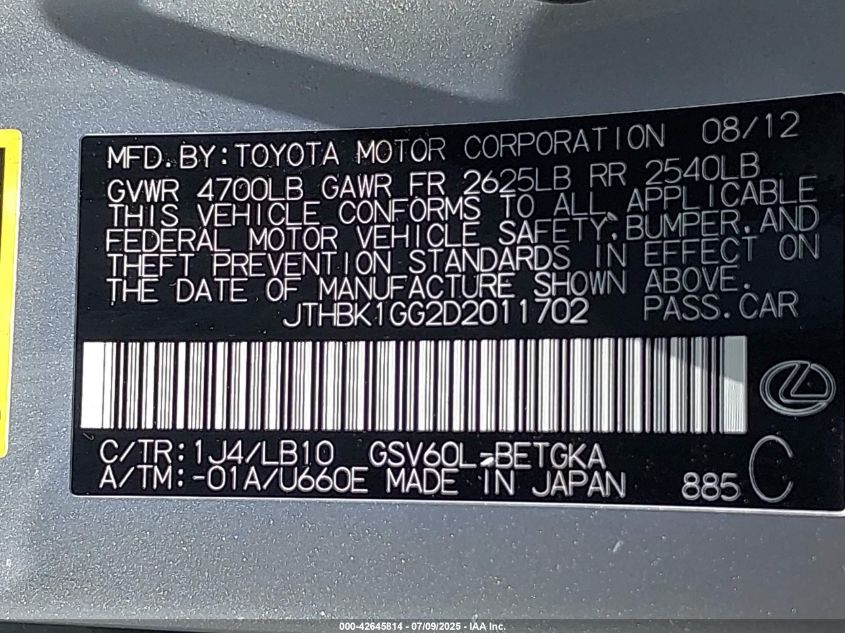 MFD. BY: TOYOTA MOTOR CORPORATION 08/12
GVWR 4700LB GAWR FR 2625LB RR 2540LB
THIS VEHICLE CONFORMS TO ALL APPLICABLE
FEDERAL MOTOR VEHICLE SAFETY, BUMPER, AND
THEFT PREVENTION STANDARDS IN EFFECT ON
THE DATE OF MANUFACTURE SHOWN ABOVE.
JTHBK1GG2D2011702 PASS. CAR
C/TR: 1J4/LB10 GSV60L-BETGKA
A/TM: -01A/U660E MADE IN JAPAN 885 C
000-42645814 - 07/09/2025 - IAA Inc.